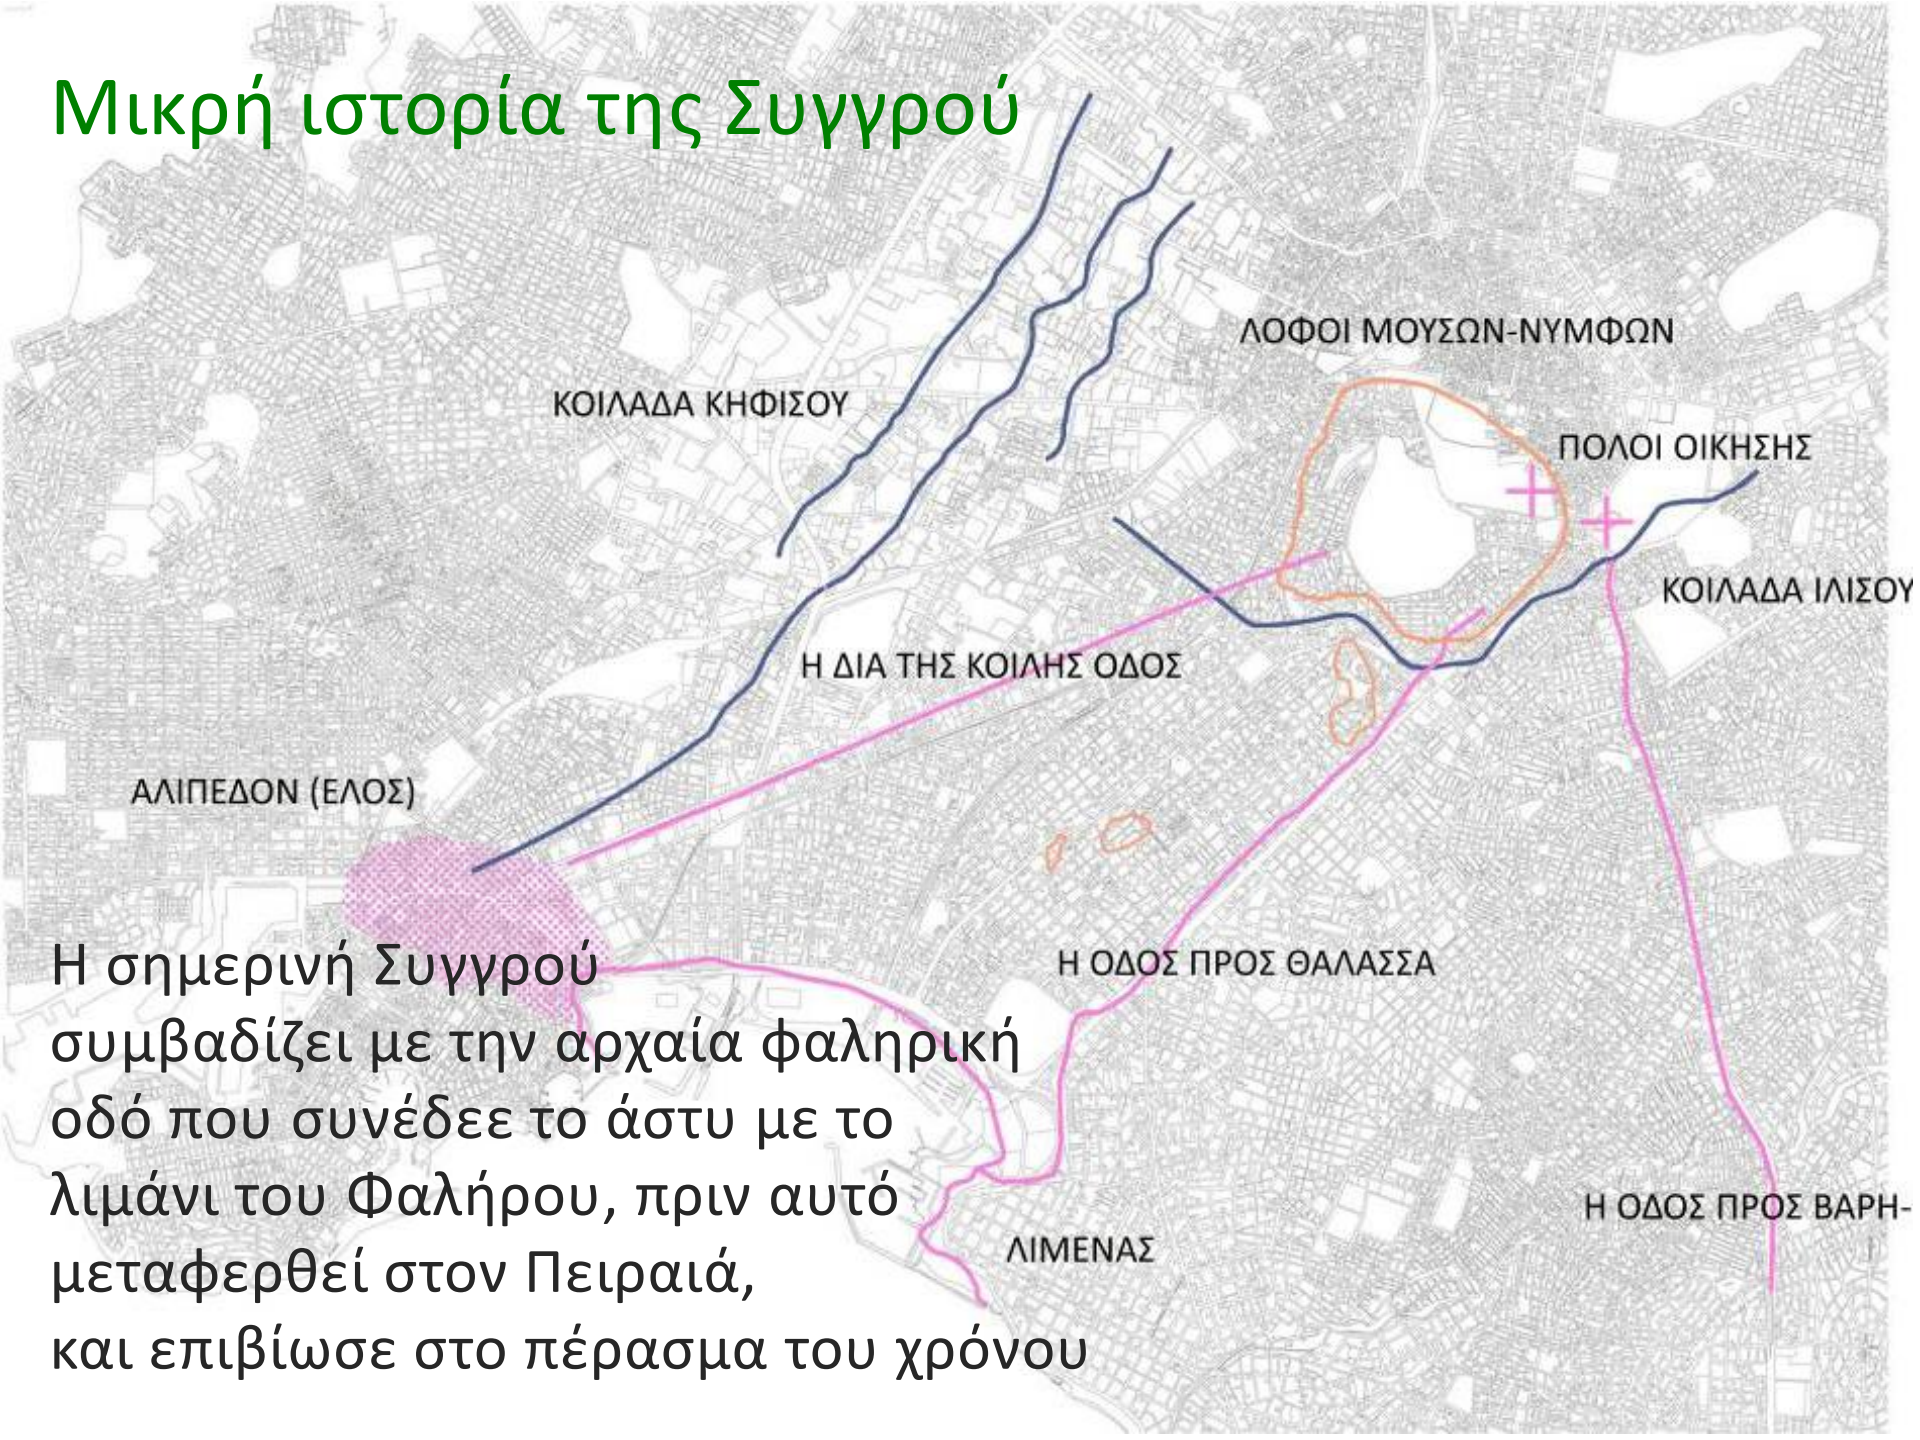 Μικρή ιστορία της Συγγρού
ΛΟΦΟΙ ΜΟΥΣΩΝ-ΝΥΜΦΩΝ
ΚΟΙΛΑΔΑ ΚΗΦΙΣΟΥ
ΠΟΛΟΙ ΟΙΚΗΣΗΣ
ΚΟΙΛΑΔΑ ΙΛΙΣΟΥ
Η ΔΙΑ ΤΗΣ ΚΟΙΛΗΣ ΟΔΟΣ
ΑΛΙΠΕΔΟΝ (ΕΛΟΣ)
Η ΟΔΟΣ ΠΡΟΣ ΘΑΛΑΣΣΑ
Η ΟΔΟΣ ΠΡΟΣ ΒΑΡΗ-
ΛΙΜΕΝΑΣ
Η σημερινή Συγγρού
συμβαδίζει με την αρχαία φαληρική
οδό που συνέδεε το άστυ με το
λιμάνι του Φαλήρου, πριν αυτό
μεταφερθεί στον Πειραιά,
και επιβίωσε στο πέρασμα του χρόνου